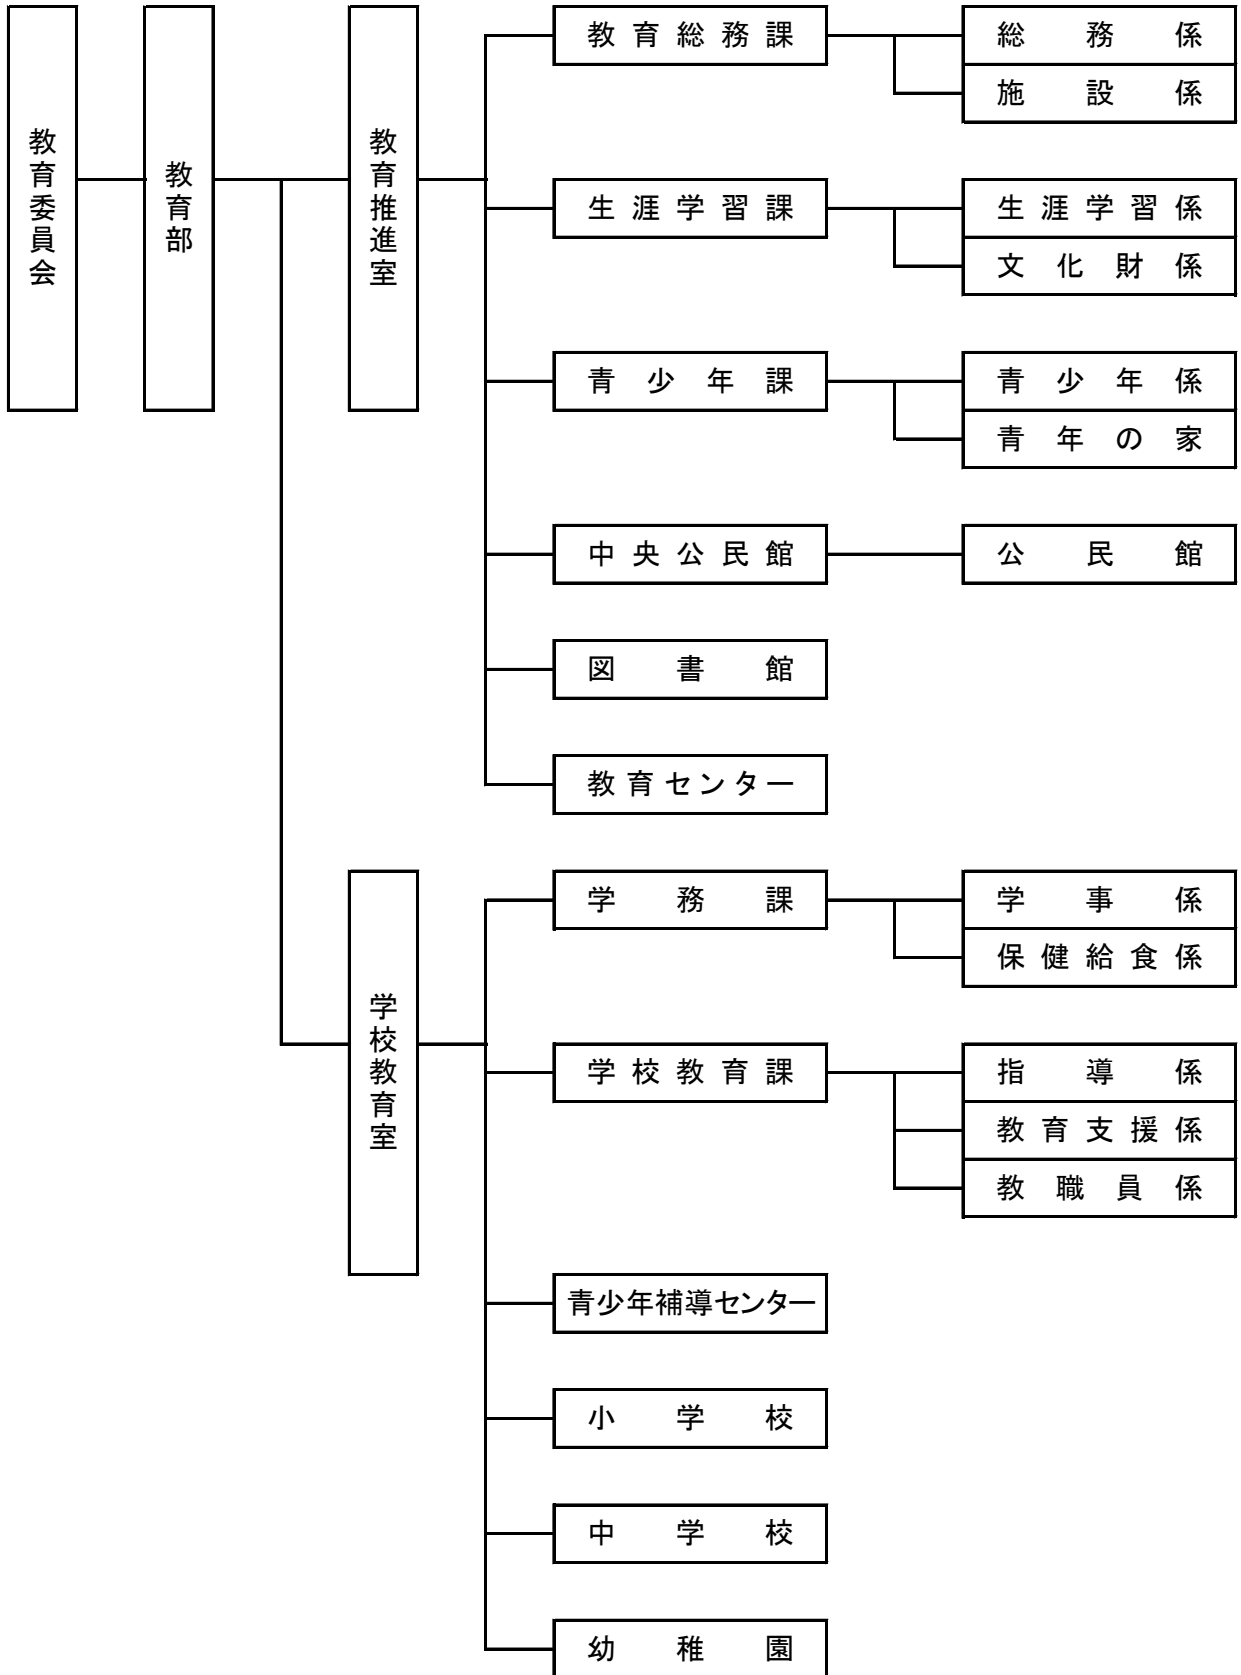 教育委員会
教育部
教育推進室
教育総務課
総務係
施設係
生涯学習課
生涯学習係
文化財係
青少年課
青少年係
青年の家
中央公民館
公民館
図書館
教育センター
学校教育室
学務課
学事係
保健給食係
学校教育課
指導係
教育支援係
教職員係
青少年補導センター
小学校
中学校
幼稚園